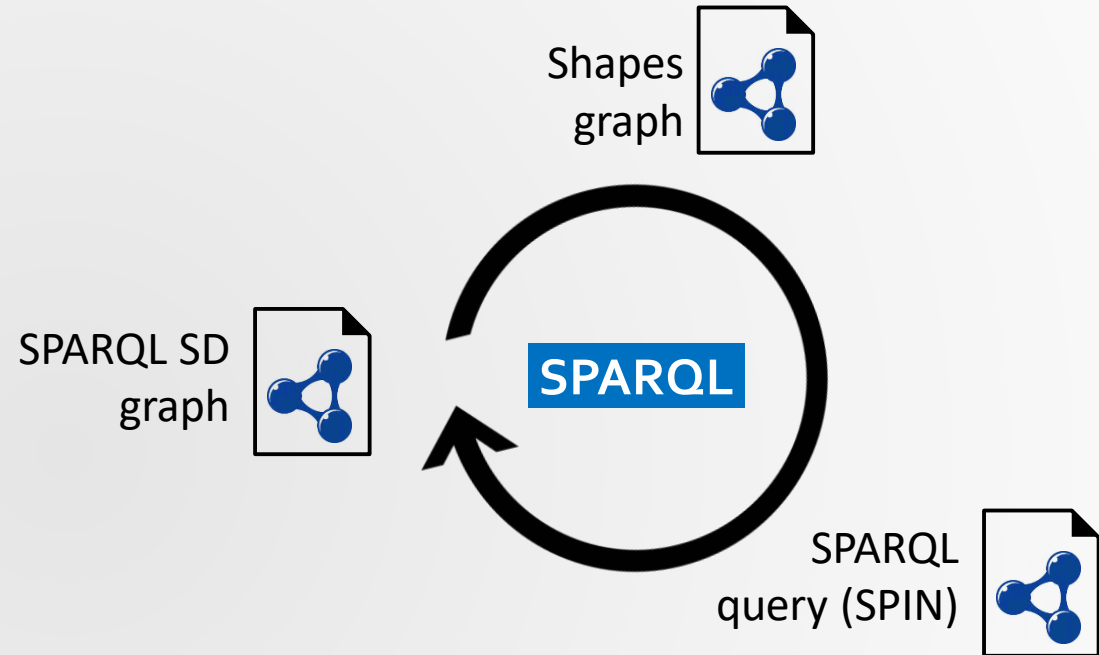 Shapes
graph
SPARQL SD
graph
SPARQL
SPARQL
query (SPIN)